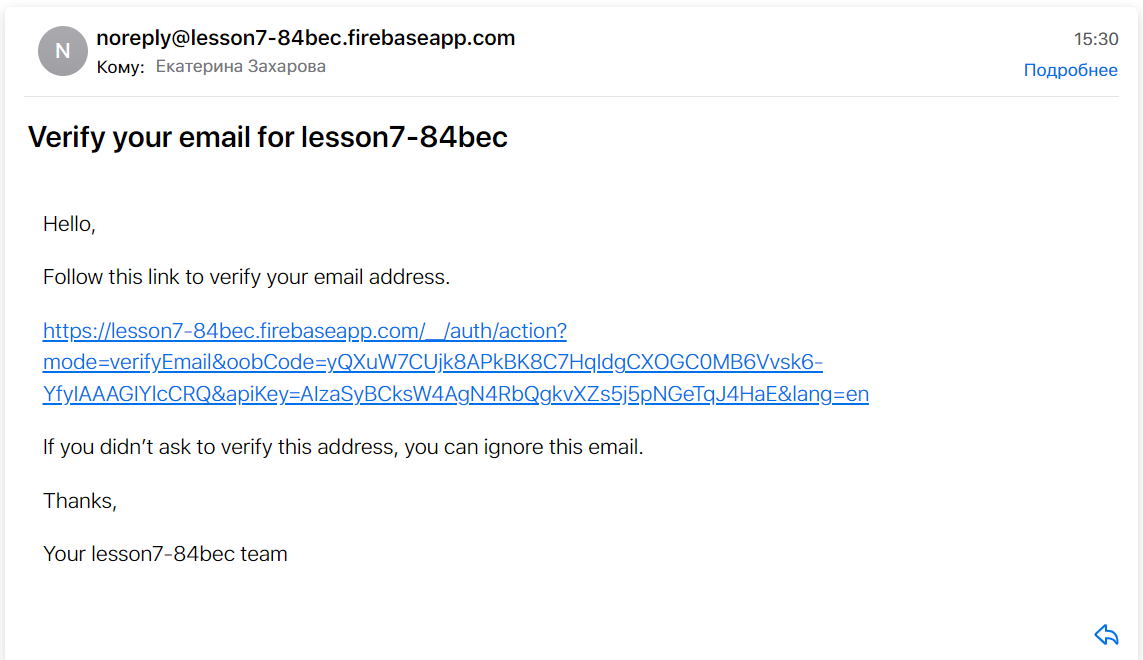 N
noreply@lesson7-84bec.firebaseapp.com
15:30
Кому: Екатерина Захарова
Подробнее
Verify your email for lesson7-84bec
Hello,
Follow this link to verify your email address.
https://lesson7-84bec.firebaseapp.com/__/auth/action?
mode=verifyEmail&oobCode=yQXuW7CUjk8APkBK8C7HqIdgCXOGC0MB6Vvsk6-
YfyIAAAGlYlcCRQ&apiKey=AIzaSyBCksW4AgN4RbQgkvXZs5j5pNGeTqJ4HaE&lang=en
If you didn’t ask to verify this address, you can ignore this email.
Thanks,
Your lesson7-84bec team